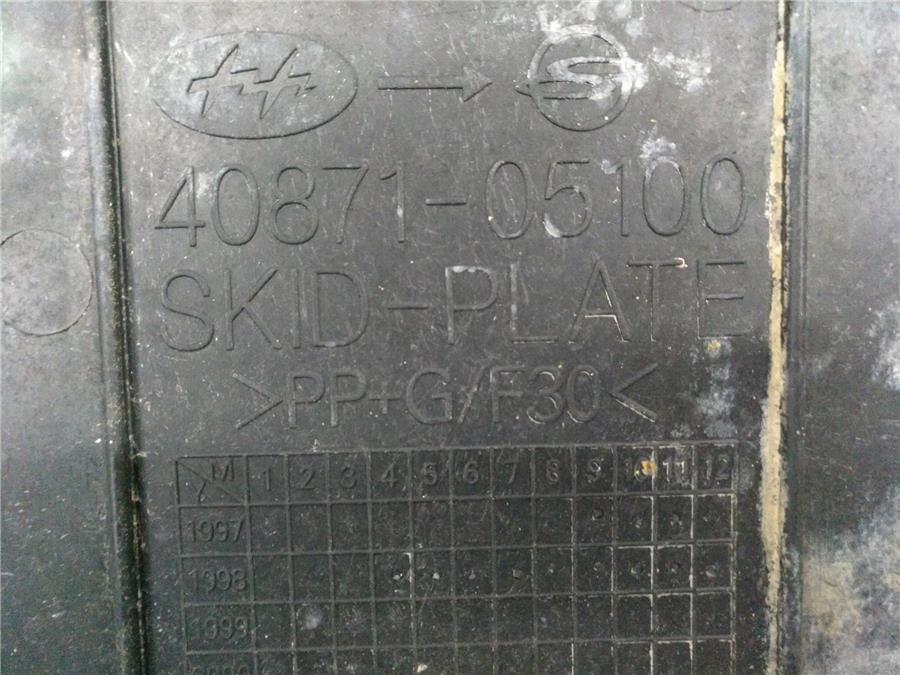 40871-05100
SKID-PLATE
>PP+G/F30<
M 1 2 3 4 5 6 7 8 9 10 11 12
Y
1997
1998
1999